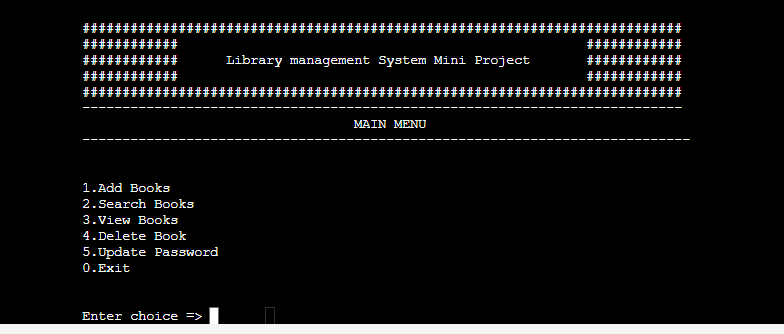 ###########################################################################
############                                                   ############
############      Library management System Mini Project       ############
############                                                   ############
###########################################################################
---------------------------------------------------------------------------
MAIN MENU
----------------------------------------------------------------------------
1.Add Books
2.Search Books
3.View Books
4.Delete Book
5.Update Password
0.Exit
Enter choice =>